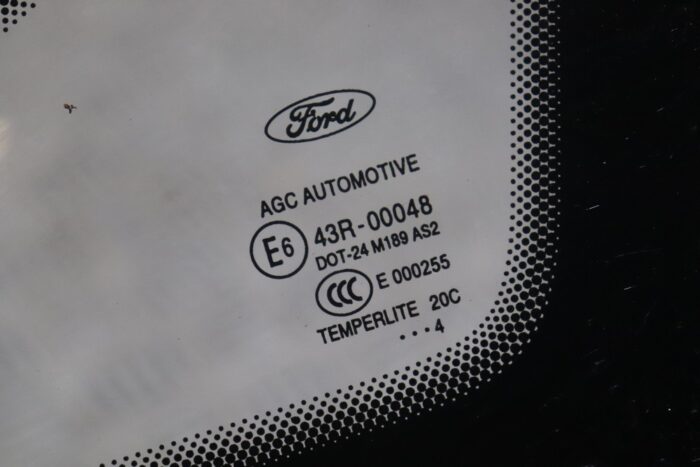 Ford
AGC AUTOMOTIVE
E6 43R-00048
DOT-24 M189 AS2
CCC E 000255
TEMPERLITE 20C
...4